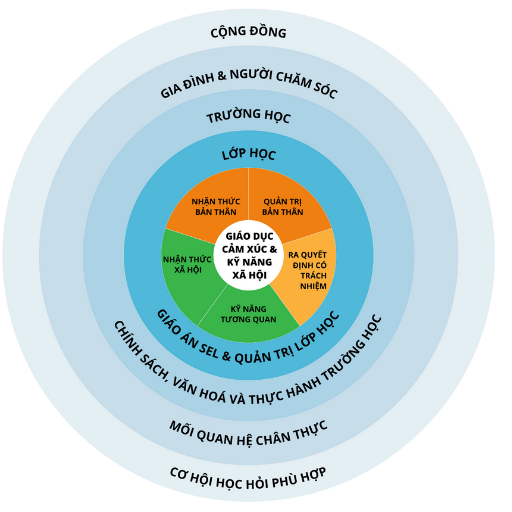 CỘNG ĐỒNG
GIA ĐÌNH & NGƯỜI CHĂM SÓC
TRƯỜNG HỌC
LỚP HỌC
NHẬN THỨC
BẢN THÂN
QUẢN TRỊ
BẢN THÂN
GIÁO DỤC
CẢM XÚC &
KỸ NĂNG
XÃ HỘI
NHẬN THỨC
XÃ HỘI
RA QUYẾT
ĐỊNH CÓ
TRÁCH
NHIỆM
KỸ NĂNG
TƯƠNG QUAN
GIÁO ÁN SEL & QUẢN TRỊ LỚP HỌC
CHÍNH SÁCH, VĂN HOÁ VÀ THỰC HÀNH TRƯỜNG HỌC
MỐI QUAN HỆ CHÂN THỰC
CƠ HỘI HỌC HỎI PHÙ HỢP